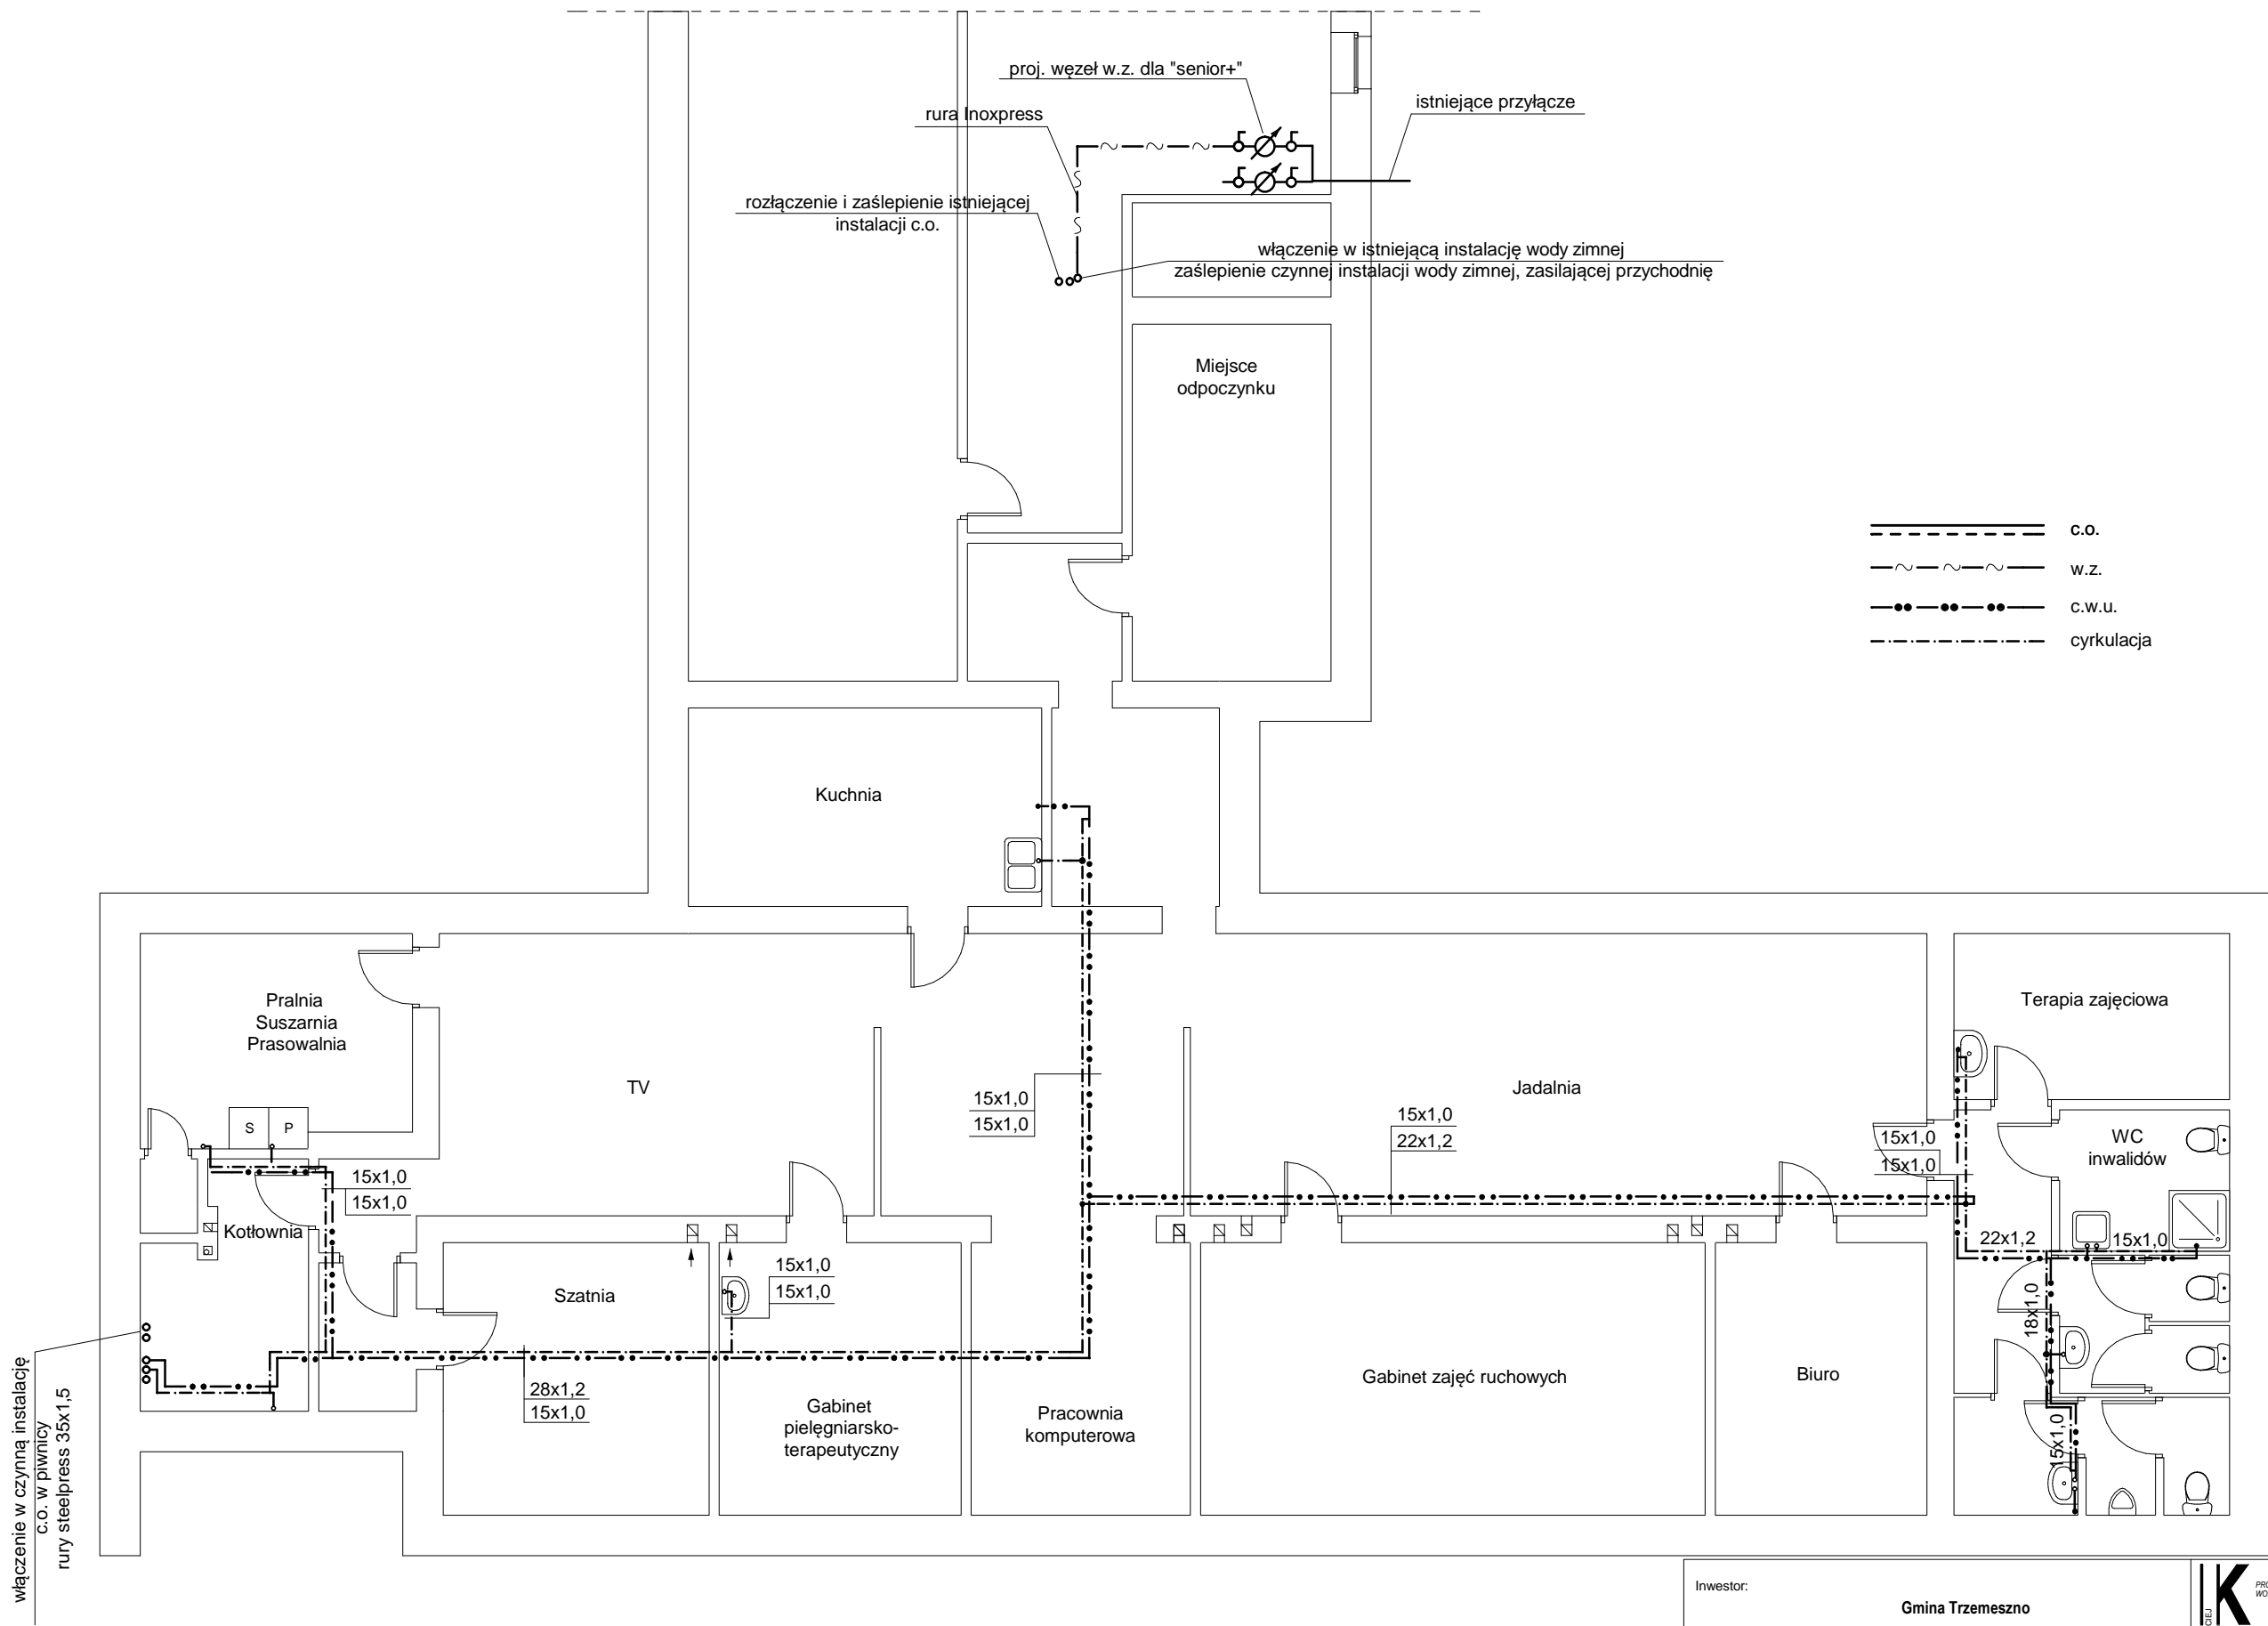 proj. węzeł w.z. dla "senior+"
istniejące przyłącze
rura Inoxpress
rozłączenie i zaślepienie istniejącej
instalacji c.o.
włączenie w istniejącą instalację wody zimnej
zaślepienie czynnej instalacji wody zimnej, zasilającej przychodnię
Miejsce
odpoczynku
c.o.
w.z.
c.w.u.
cyrkulacja
Kuchnia
Pralnia
Suszarnia
Prasowalnia
TV
Jadalnia
Terapia zajęciowa
S
P
15x1,0
15x1,0
15x1,0
22x1,2
15x1,0
15x1,0
WC
inwalidów
15x1,0
15x1,0
Kotłownia
22x1,2
15x1,0
15x1,0
15x1,0
Szatnia
18x1,0
28x1,2
15x1,0
Gabinet
pielęgniarsko-
terapeutyczny
Pracownia
komputerowa
Gabinet zajęć ruchowych
Biuro
15x1,0
włączenie w czynną instalację
c.o. w piwnicy
rury steelpress 35x1,5
Inwestor:
Gmina Trzemeszno
K